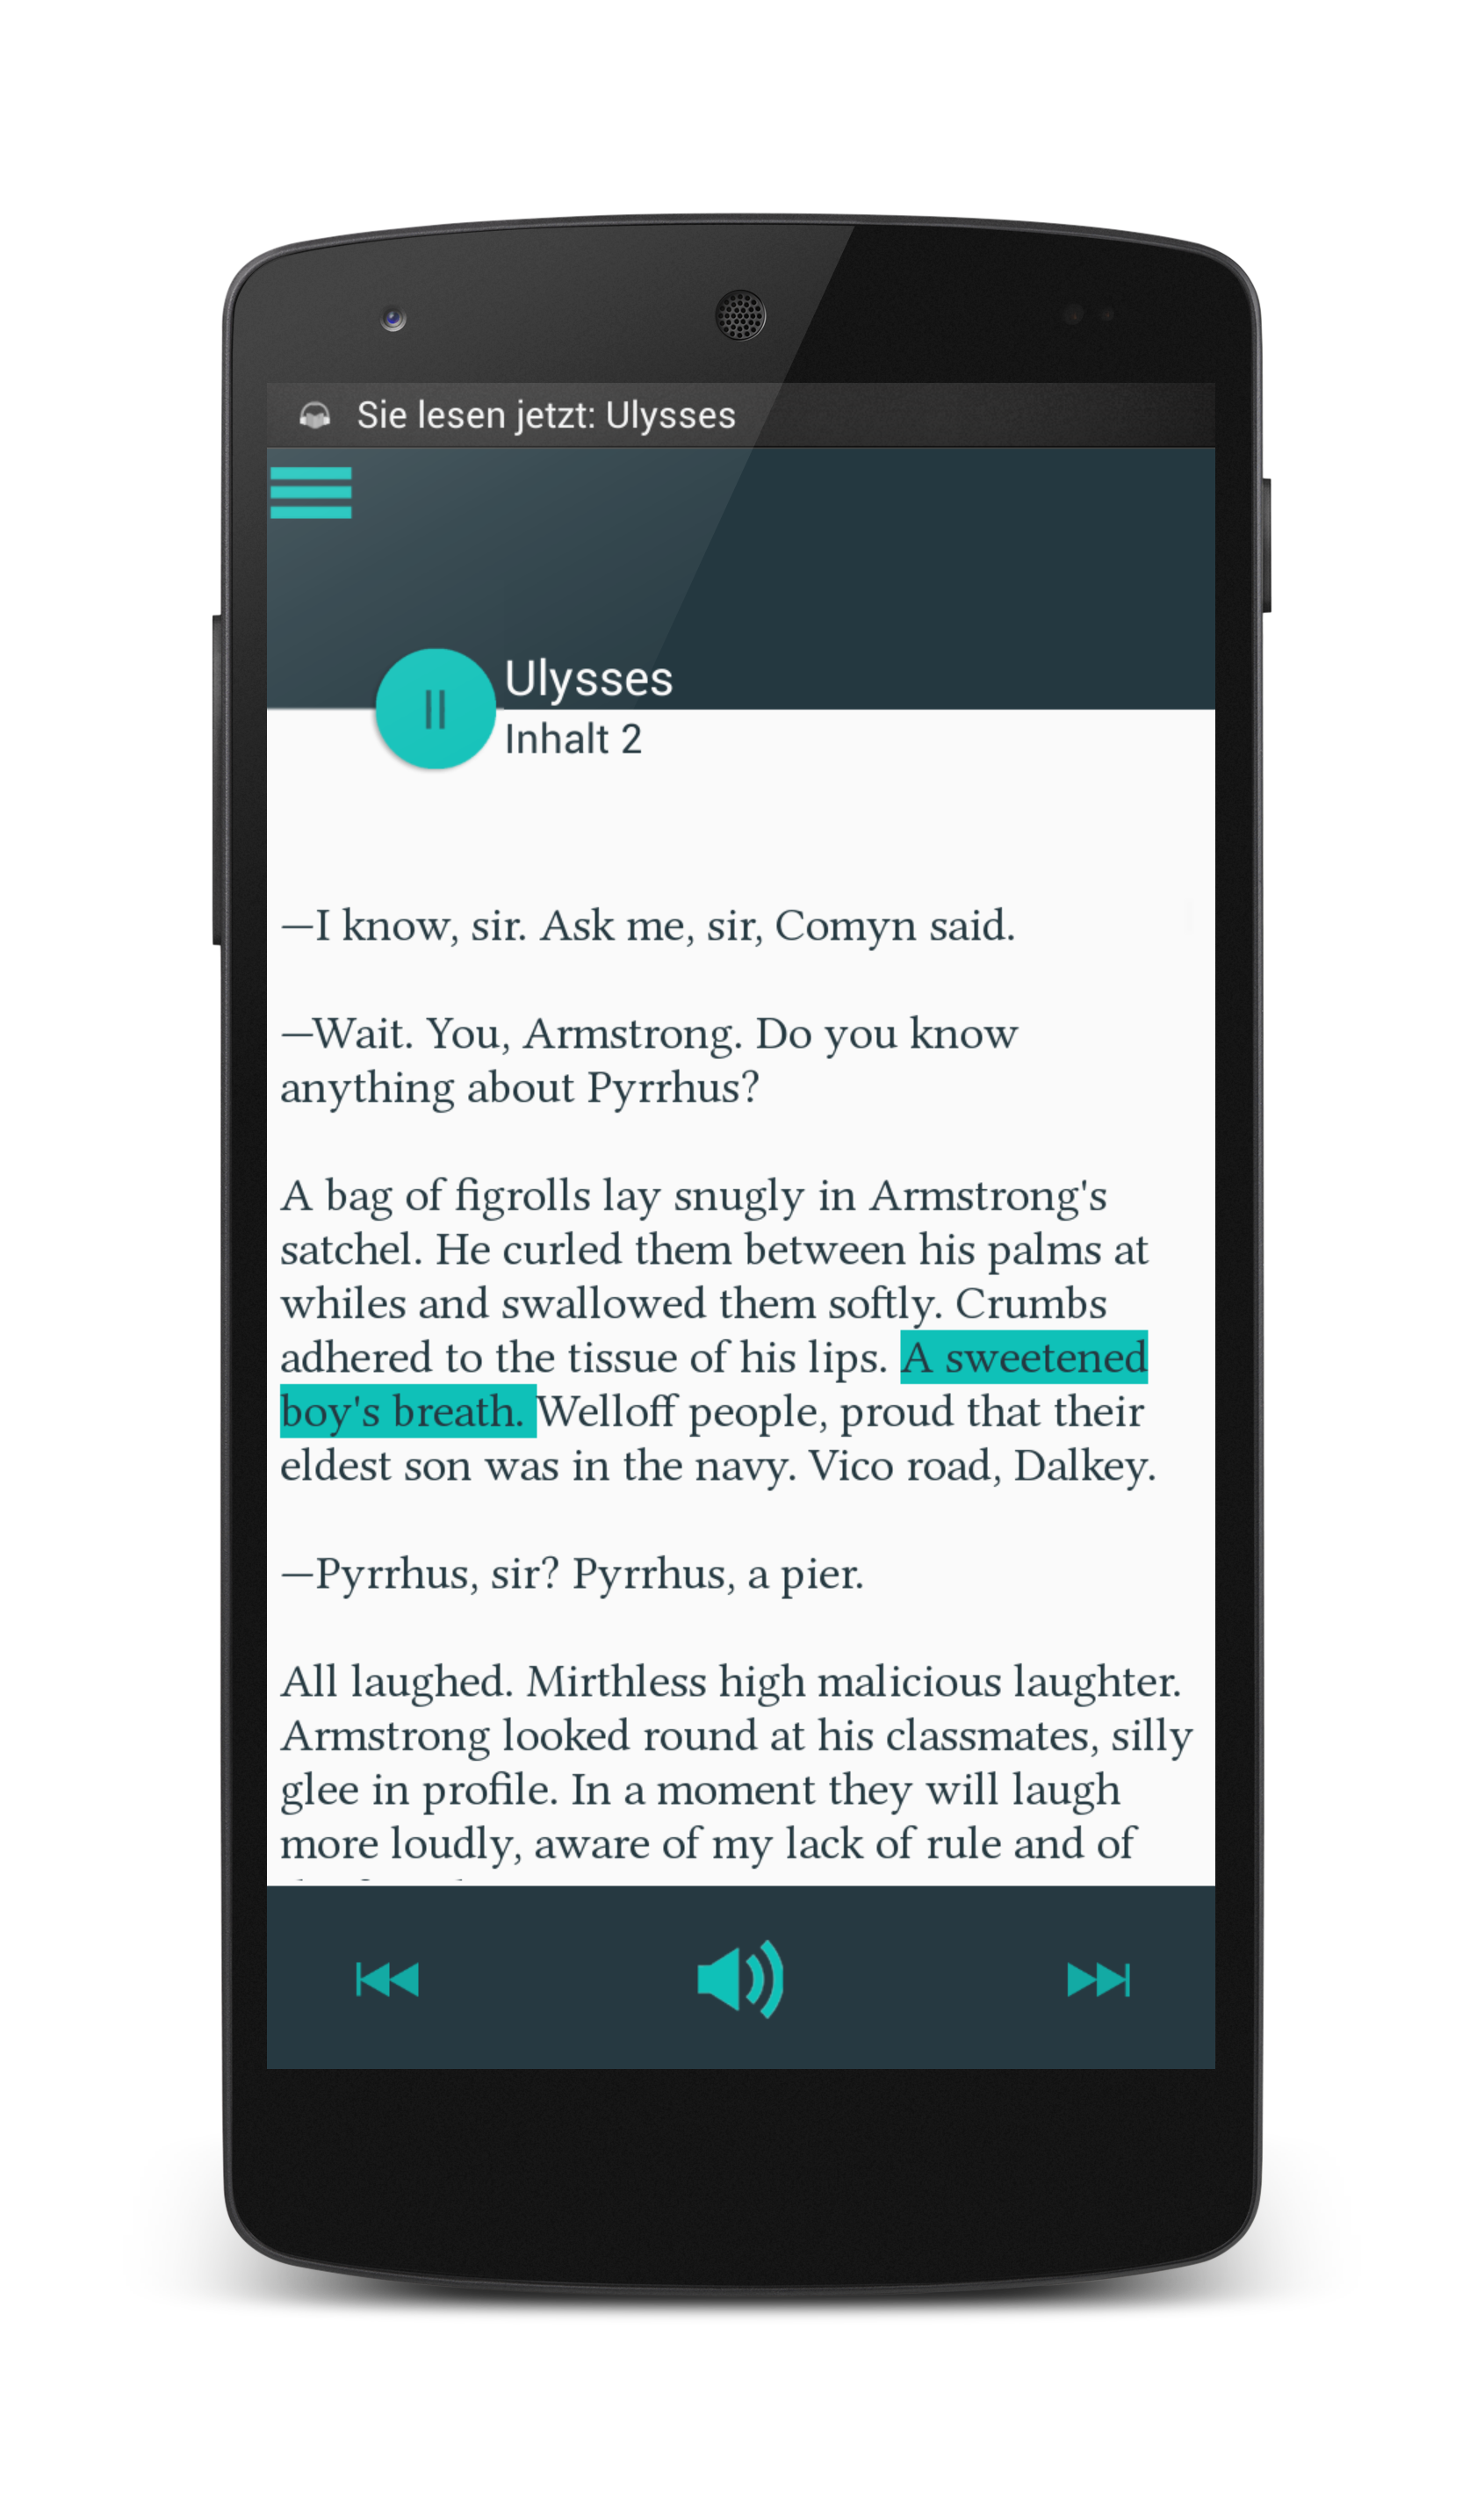 Sie lesen jetzt: Ulysses
Ulysses
Inhalt 2
—I know, sir. Ask me, sir, Comyn said.
—Wait. You, Armstrong. Do you know
anything about Pyrrhus?
A bag of figrolls lay snugly in Armstrong's
satchel. He curled them between his palms at
whiles and swallowed them softly. Crumbs
adhered to the tissue of his lips. A sweetened
boy's breath. Welloff people, proud that their
eldest son was in the navy. Vico road, Dalkey.
—Pyrrhus, sir? Pyrrhus, a pier.
All laughed. Mirthless high malicious laughter.
Armstrong looked round at his classmates, silly
glee in profile. In a moment they will laugh
more loudly, aware of my lack of rule and of